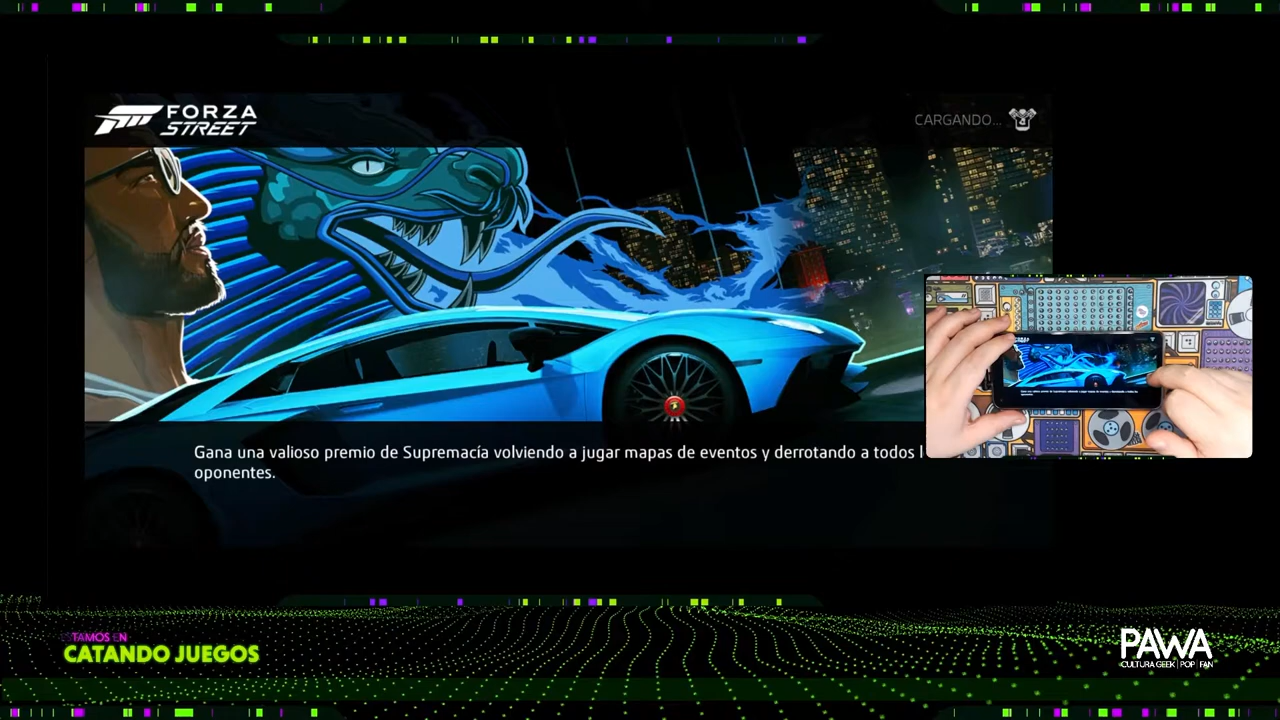 FORZA
STREET
CARGANDO...
Gana una valioso premio de Supremacía volviendo a jugar mapas de eventos y derrotando a todos l
oponentes.
TAMOS EN
CATANDO JUEGOS
PAWA
CULTURA GEEK | POP | FAN